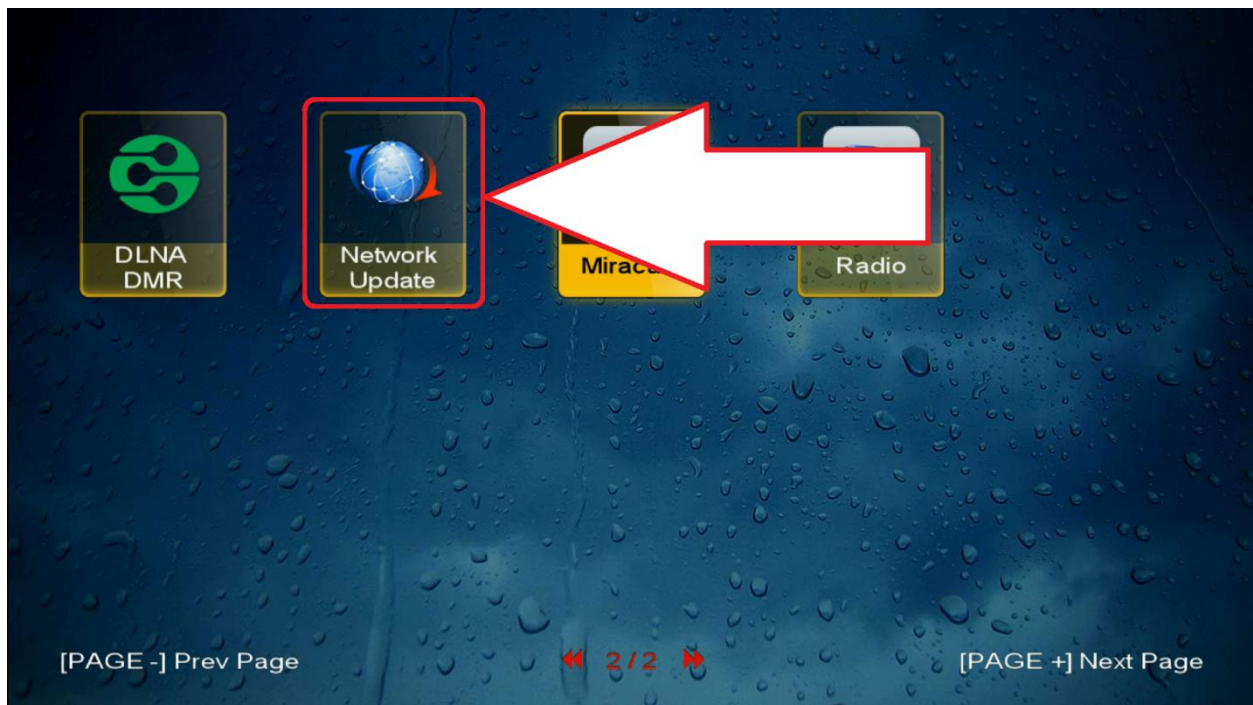 DLNA
DMR
Network
Update
Radio
[PAGE -] Prev Page
2/2
[PAGE +] Next Page